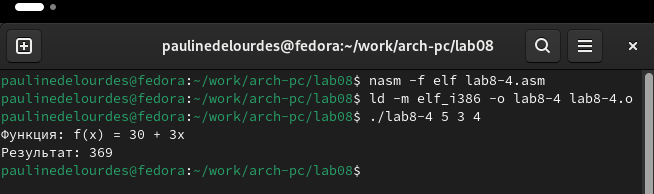 paulinedelourdes@fedora:~/work/arch-pc/lab08
paulinedelourdes@fedora:~/work/arch-pc/lab08$ nasm -f elf lab8-4.asm
paulinedelourdes@fedora:~/work/arch-pc/lab08$ ld -m elf_i386 -o lab8-4 lab8-4.o
paulinedelourdes@fedora:~/work/arch-pc/lab08$ ./lab8-4 5 3 4
Функция: f(x) = 30 + 3x
Результат: 369
paulinedelourdes@fedora:~/work/arch-pc/lab08$